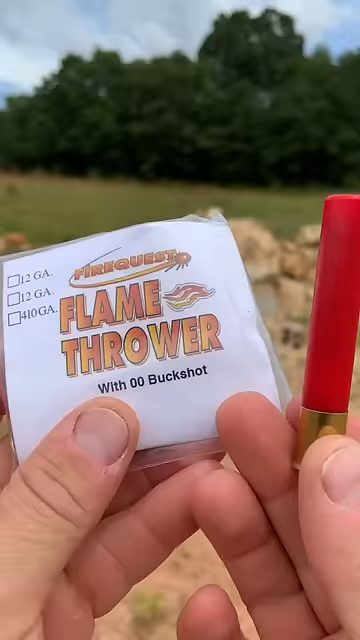 12 GA.
12 GA.
410 GA.
FIREQUEST
FLAME
THROWER
With 00 Buckshot